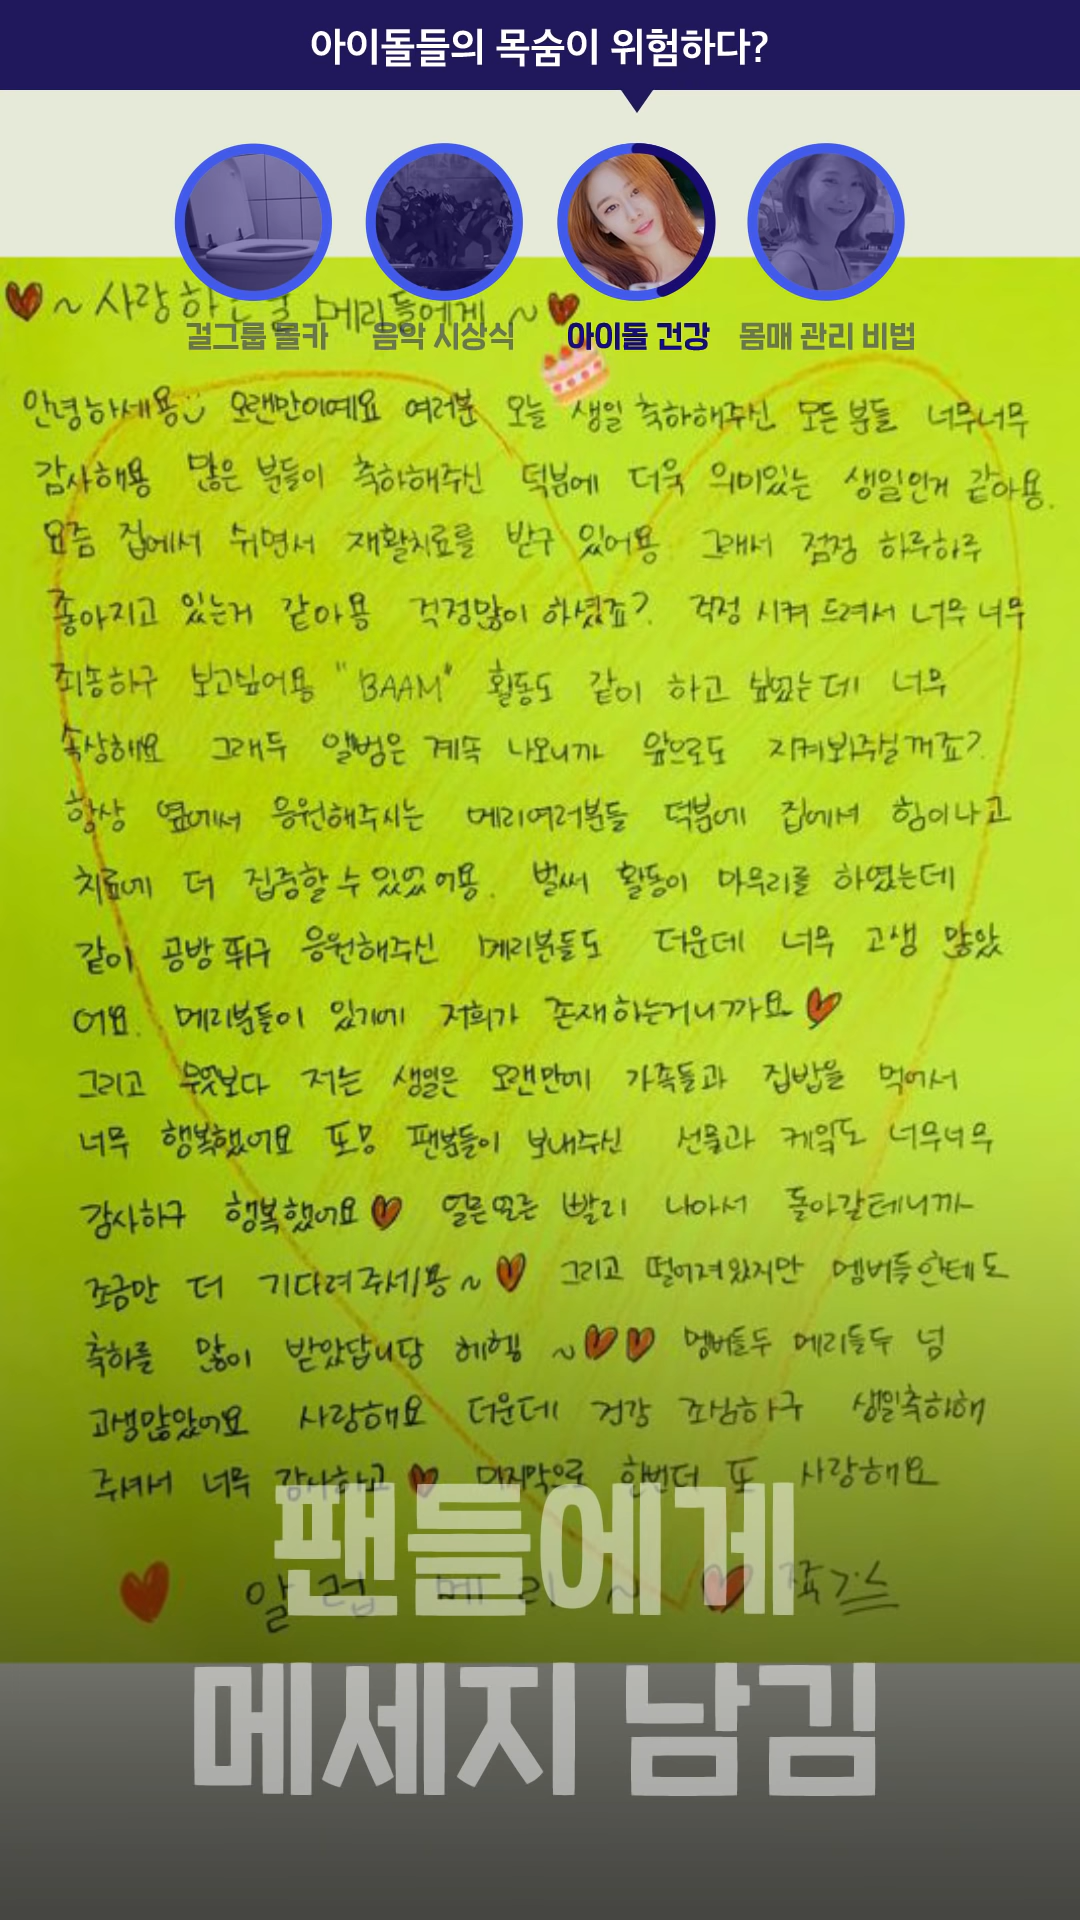 아이돌들의 목숨이 위험하다?
걸그룹 몰카 음악 시상식 아이돌 건강 몸매 관리 비법
~ 사랑하는 울 메리들에게 ~
안녕하세용 오랜만이예요 여러분 오늘 생일 축하해주신 모든 분들 너무너무
감사해용 많은 분들이 축하해주신 덕붐에 더욱 의미있는 생일인거 같아용.
요즘 집에서 쉬면서 재활치료를 받구 있어용. 그래서 점점 하루하루
좋아지고 있는거 같아용 걱정많이 하셨죠? 걱정 시켜 드려서 너무 너무
죄송하구 보고싶어용 "BAAM" 활동도 같이 하고 싶었는데 너무
속상해요 그래두 앨범은 계속 나오니까 앞으로도 지켜봐주실꺼죠?
항상 옆에서 응원해주시는 메리여러분들 덕붐에 집에서 힘이나고
치료에 더 집중할 수 있었어용. 벌써 활동이 마무리를 하였는데
같이 공방 뛰구 응원해주신 메리분들도 더운데 너무 고생 많았
어요. 메리분들이 있기에 저희가 존재하는거니까요
그리고 무엇보다 저는 생일은 오랜만에 가족들과 집밥을 먹어서
너무 행복했어요 또 팬분들이 보내주신 선물과 케익도 너무너무
감사하구 행복했어요 얼른얼른 빨리 나아서 돌아갈테니까
조금만 더 기다려주세용~ 그리고 떨어져있지만 멤버들한테도
축하를 많이 받았답니당 헤헿 ~ 멤버들두 메리들두 넘
고생많았어요 사랑해요 더운데 건강 조심하구 생일축하해
주셔서 너무 감사하고 마지막으로 한번더 또 사랑해요
알럽 메리 ~
팬들에게
메세지 남김